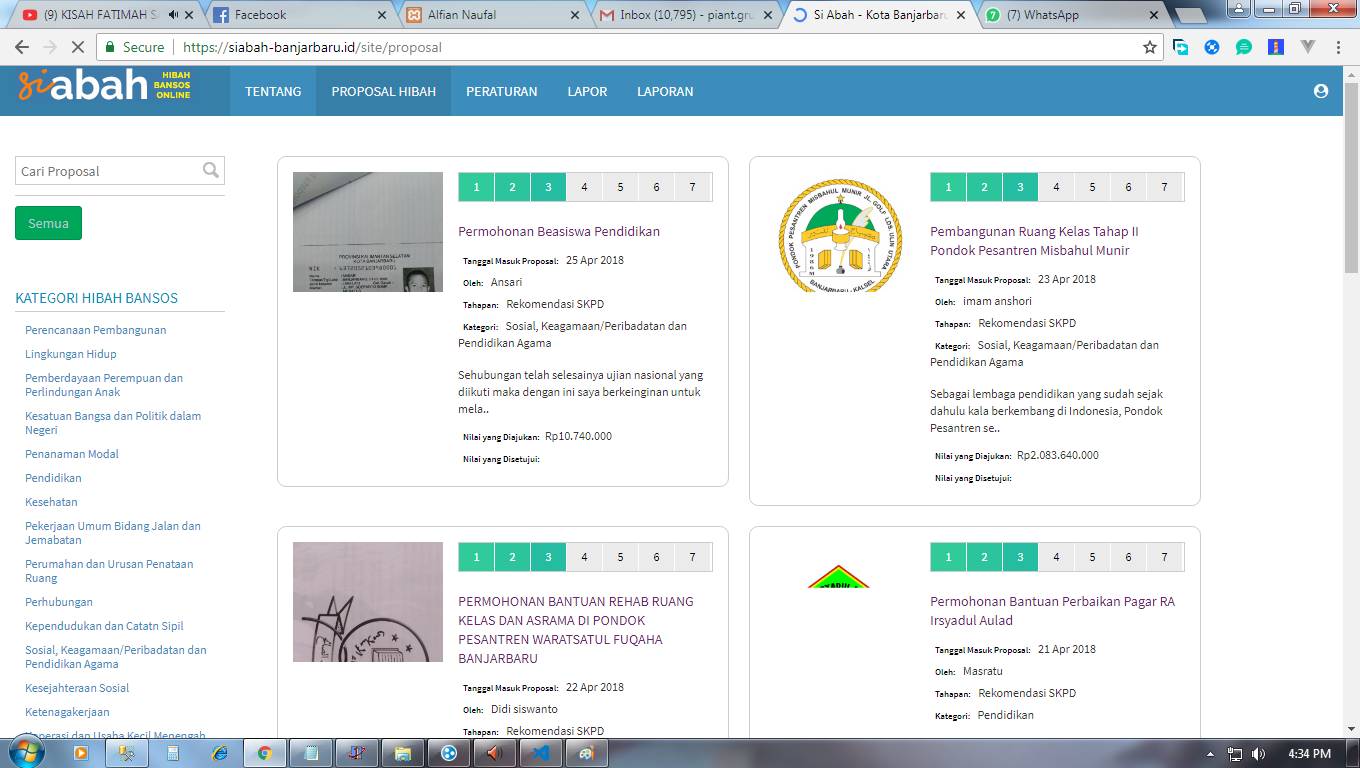 (9) KISAH FATIMAH SA
Facebook
Alfian Naufal
Inbox (10,795) - piant.gru
Si Abah - Kota Banjarbaru
(7) WhatsApp
Secure
https://siabah-banjarbaru.id/site/proposal
siabah HIBAH
BANSOS
ONLINE
TENTANG
PROPOSAL HIBAH
PERATURAN
LAPOR
LAPORAN
Cari Proposal
Semua
KATEGORI HIBAH BANSOS
Perencanaan Pembangunan
Lingkungan Hidup
Pemberdayaan Perempuan dan
Perlindungan Anak
Kesatuan Bangsa dan Politik dalam
Negeri
Penanaman Modal
Pendidikan
Kesehatan
Pekerjaan Umum Bidang Jalan dan
Jematan
Perumahan dan Urusan Penataan
Ruang
Perhubungan
Kependudukan dan Catatn Sipil
Sosial, Keagamaan/Peribadatan dan
Pendidikan Agama
Kesejahteraan Sosial
Ketenagakerjaan
Koperasi dan Usaha Kecil Menengah
PROVINSI KALIMANTAN SELATAN
KOTA BANJARBARU
NIK
1 2 3 4 5 6 7
Permohonan Beasiswa Pendidikan
Tanggal Masuk Proposal: 25 Apr 2018
Oleh: Ansari
Tahapan: Rekomendasi SKPD
Kategori: Sosial, Keagamaan/Peribadatan dan
Pendidikan Agama
Sehubungan telah selesainya ujian nasional yang
diikuti maka dengan ini saya berkeinginan untuk
mela..
Nilai yang Diajukan: Rp10.740.000
Nilai yang Disetujui:
PONDOK PESANTREN MISBAHUL MUNIR JL. GOLF LDS. ULIN UTARA
BANJARBARU - KALSEL
1 2 3 4 5 6 7
Pembangunan Ruang Kelas Tahap II
Pondok Pesantren Misbahul Munir
Tanggal Masuk Proposal: 23 Apr 2018
Oleh: imam anshori
Tahapan: Rekomendasi SKPD
Kategori: Sosial, Keagamaan/Peribadatan dan
Pendidikan Agama
Sebagai lembaga pendidikan yang sudah sejak
dahulu kala berkembang di Indonesia, Pondok
Pesantren se..
Nilai yang Diajukan: Rp2.083.640.000
Nilai yang Disetujui:
1 2 3 4 5 6 7
PERMOHONAN BANTUAN REHAB RUANG
KELAS DAN ASRAMA DI PONDOK
PESANTREN WARATSATUL FUQAHA
BANJARBARU
Tanggal Masuk Proposal: 22 Apr 2018
Oleh: Didi siswanto
Tahapan: Rekomendasi SKPD
1 2 3 4 5 6 7
Permohonan Bantuan Perbaikan Pagar RA
Irsyadul Aulad
Tanggal Masuk Proposal: 21 Apr 2018
Oleh: Masratu
Tahapan: Rekomendasi SKPD
Kategori: Pendidikan
4:34 PM